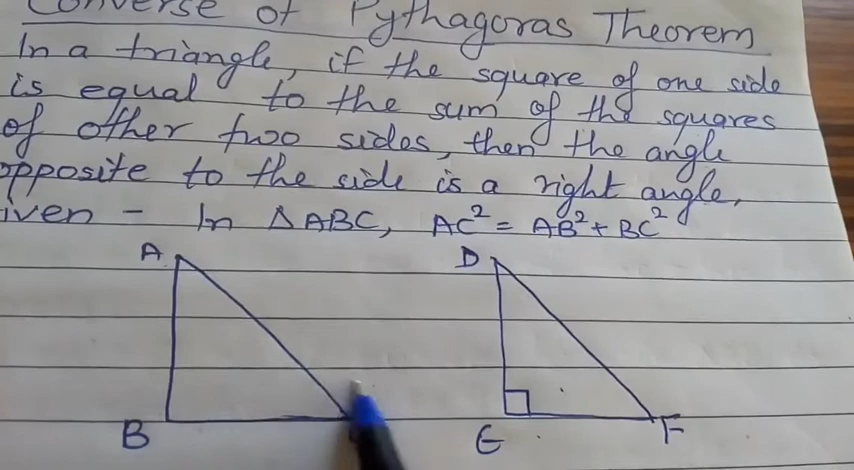 Converse of Pythagoras Theorem
In a triangle, if the square of one side
is equal to the sum of the squares
of other two sides, then the angle
opposite to the side is a right angle.
iven - In ΔABC, AC² = AB² + BC²
A D
B E F